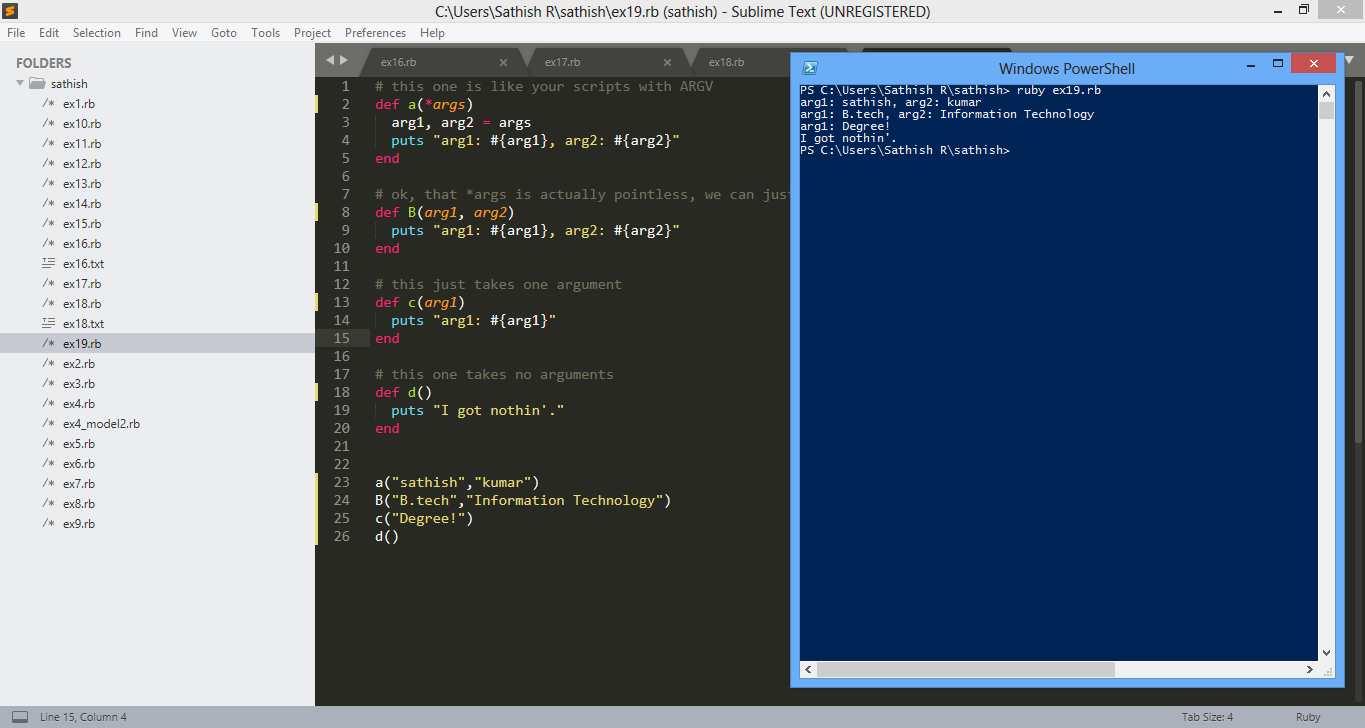 C:\Users\Sathish R\sathish\ex19.rb (sathish) - Sublime Text (UNREGISTERED)
File Edit Selection Find View Goto Tools Project Preferences Help
FOLDERS
sathish
/* ex1.rb
/* ex10.rb
/* ex11.rb
/* ex12.rb
/* ex13.rb
/* ex14.rb
/* ex15.rb
/* ex16.rb
ex16.txt
/* ex17.rb
/* ex18.rb
ex18.txt
/* ex19.rb
/* ex2.rb
/* ex3.rb
/* ex4.rb
/* ex4_model2.rb
/* ex5.rb
/* ex6.rb
/* ex7.rb
/* ex8.rb
/* ex9.rb
ex16.rb ex17.rb ex18.rb
1 # this one is like your scripts with ARGV
2 def a(*args)
3 arg1, arg2 = args
4 puts "arg1: #{arg1}, arg2: #{arg2}"
5 end
6
7 # ok, that *args is actually pointless, we can jus
8 def B(arg1, arg2)
9 puts "arg1: #{arg1}, arg2: #{arg2}"
10 end
11
12 # this just takes one argument
13 def c(arg1)
14 puts "arg1: #{arg1}"
15 end
16
17 # this one takes no arguments
18 def d()
19 puts "I got nothin'."
20 end
21
22
23 a("sathish","kumar")
24 B("B.tech","Information Technology")
25 c("Degree!")
26 d()
Windows PowerShell
PS C:\Users\Sathish R\sathish> ruby ex19.rb
arg1: sathish, arg2: kumar
arg1: B.tech, arg2: Information Technology
arg1: Degree!
I got nothin'.
PS C:\Users\Sathish R\sathish>
Line 15, Column 4 Tab Size: 4 Ruby